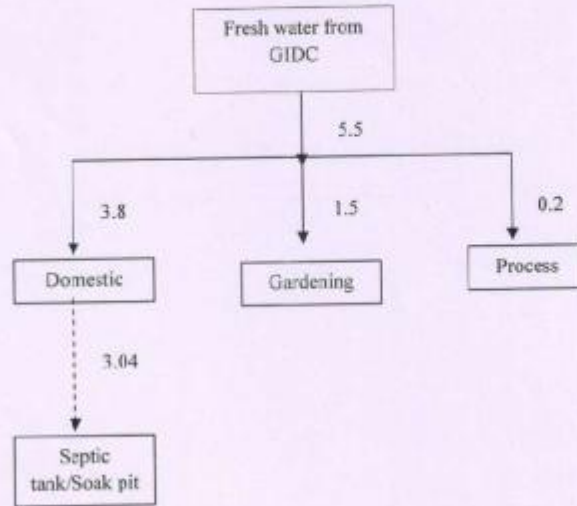 Fresh water from
GIDC
5.5
3.8
1.5
0.2
Domestic
Gardening
Process
3.04
Septic
tank/Soak pit